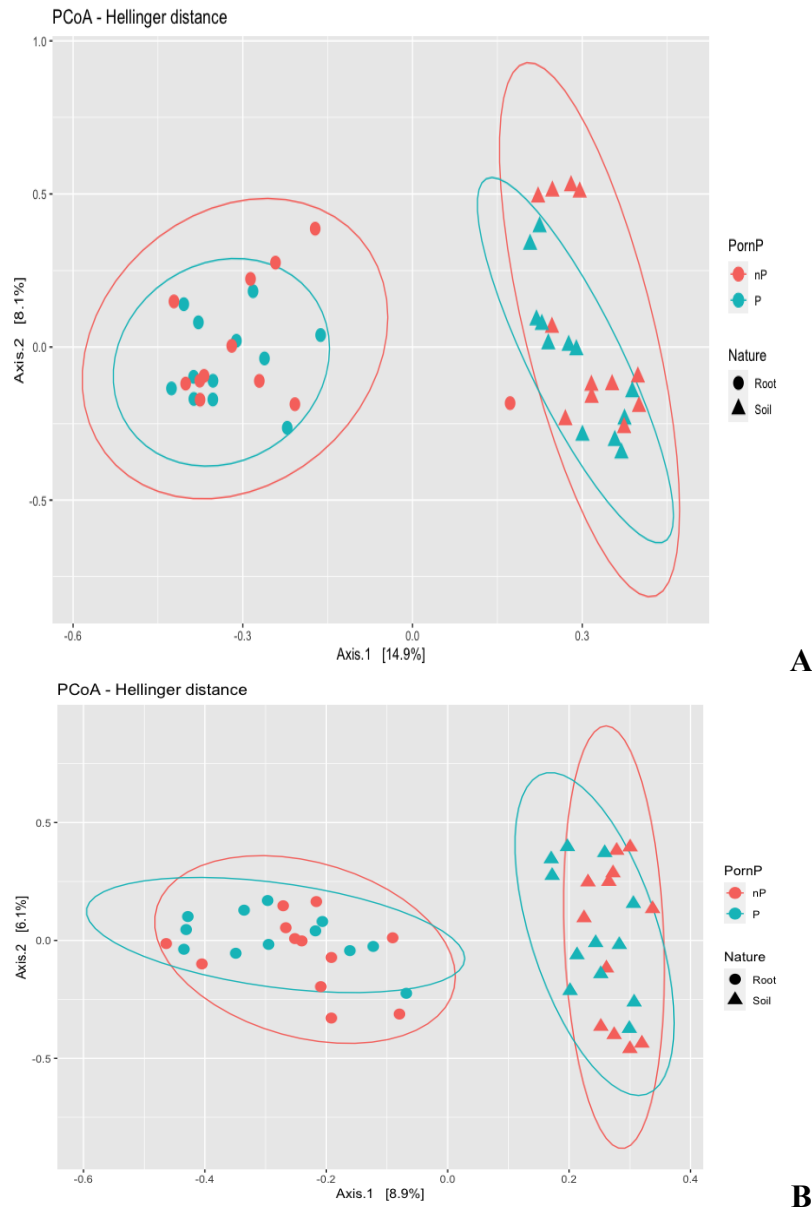 PCoA - Hellinger distance
1.0
0.5
0.0
-0.5
Axis.2 [8.1%]
-0.6
-0.3
0.0
0.3
Axis.1 [14.9%]
PornP
nP
P
Nature
Root
Soil
A
PCoA - Hellinger distance
0.5
0.0
-0.5
Axis.2 [6.1%]
-0.6
-0.4
-0.2
0.0
0.2
0.4
Axis.1 [8.9%]
PornP
nP
P
Nature
Root
Soil
B